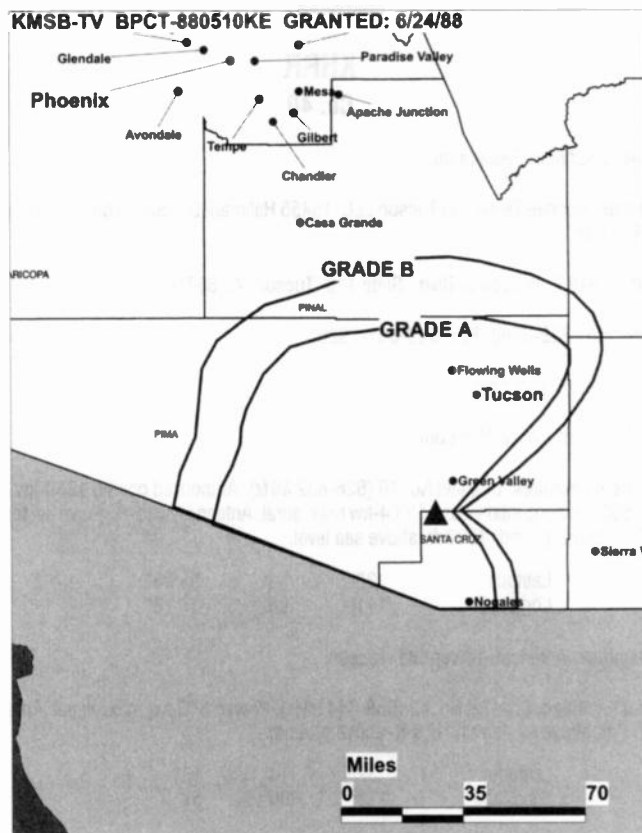 KMSB-TV BPCT-880510KE GRANTED: 6/24/88
Glendale
Paradise Valley
Phoenix
Mesa
Apache Junction
Avondale
Tempe
Gilbert
Chandler
Casa Grande
GRADE B
ARICOPA
PINAL
GRADE A
Flowing Wells
Tucson
PIMA
Green Valley
SANTA CRUZ
Sierra V
Nogales
Miles
0 35 70